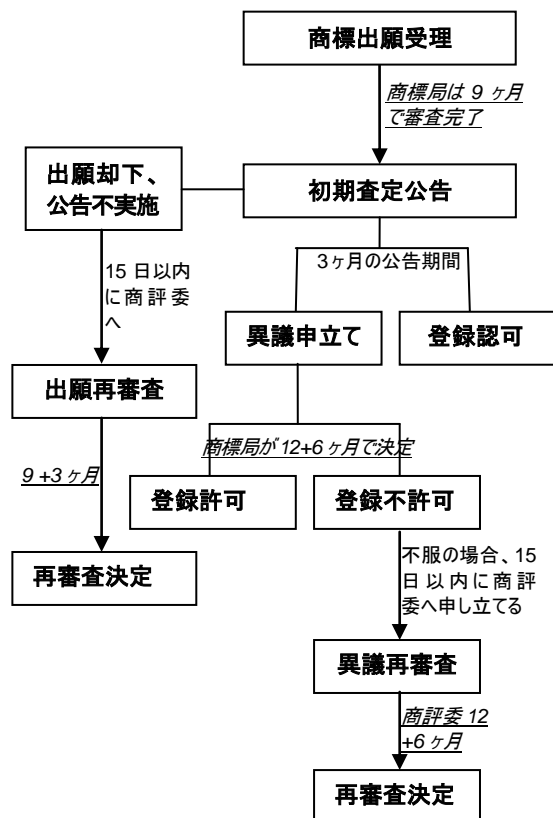 商標出願受理
商標局は 9 ヶ月
で審査完了
出願却下、
公告不実施
初期査定公告
3ヶ月の公告期間
15 日以内
に商評委
へ
異議申立て
登録認可
出願再審査
商標局が 12+6 ヶ月で決定
9 +3 ヶ月
登録許可
登録不許可
再審査決定
不服の場合、15
日以内に商評
委へ申し立てる
異議再審査
商評委 12
+6 ヶ月
再審査決定